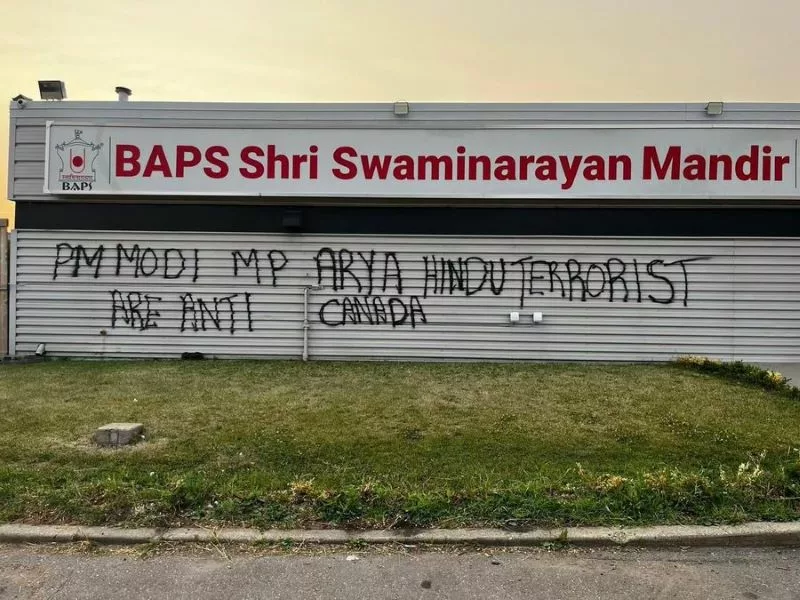 BAPS Shri Swaminarayan Mandir
BAPS
PM MODI MP ARYA HINDU TERRORIST
ARE ANTI CANADA